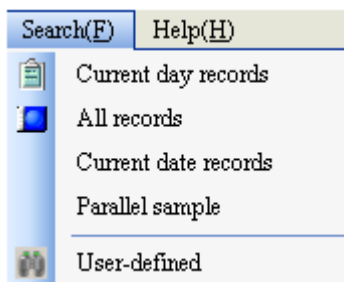 Search(F) Help(H)
Current day records
All records
Current date records
Parallel sample
User-defined